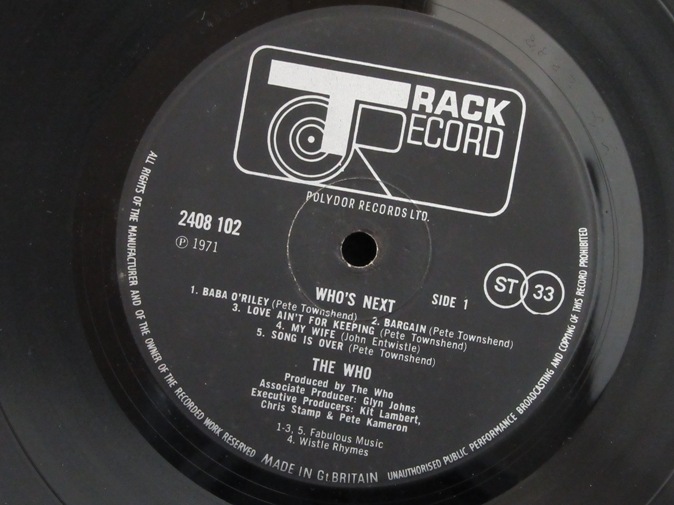 TRACK
RECORD
POLYDOR RECORDS LTD.
2408 102
Ⓟ 1971
WHO'S NEXT
SIDE 1
ST 33
1. BABA O'RILEY (Pete Townshend) 2. BARGAIN (Pete Townshend)
3. LOVE AIN'T FOR KEEPING (Pete Townshend)
4. MY WIFE (John Entwistle)
5. SONG IS OVER (Pete Townshend)
THE WHO
Produced by The Who
Associate Producer: Glyn Johns
Executive Producers: Kit Lambert,
Chris Stamp & Pete Kameron
1-3, 5. Fabulous Music
4. Wistle Rhymes
ALL RIGHTS OF THE MANUFACTURER AND OF THE OWNER OF THE RECORDED WORK RESERVED
MADE IN Gt. BRITAIN
UNAUTHORISED PUBLIC PERFORMANCE BROADCASTING AND COPYING OF THIS RECORD PROHIBITED